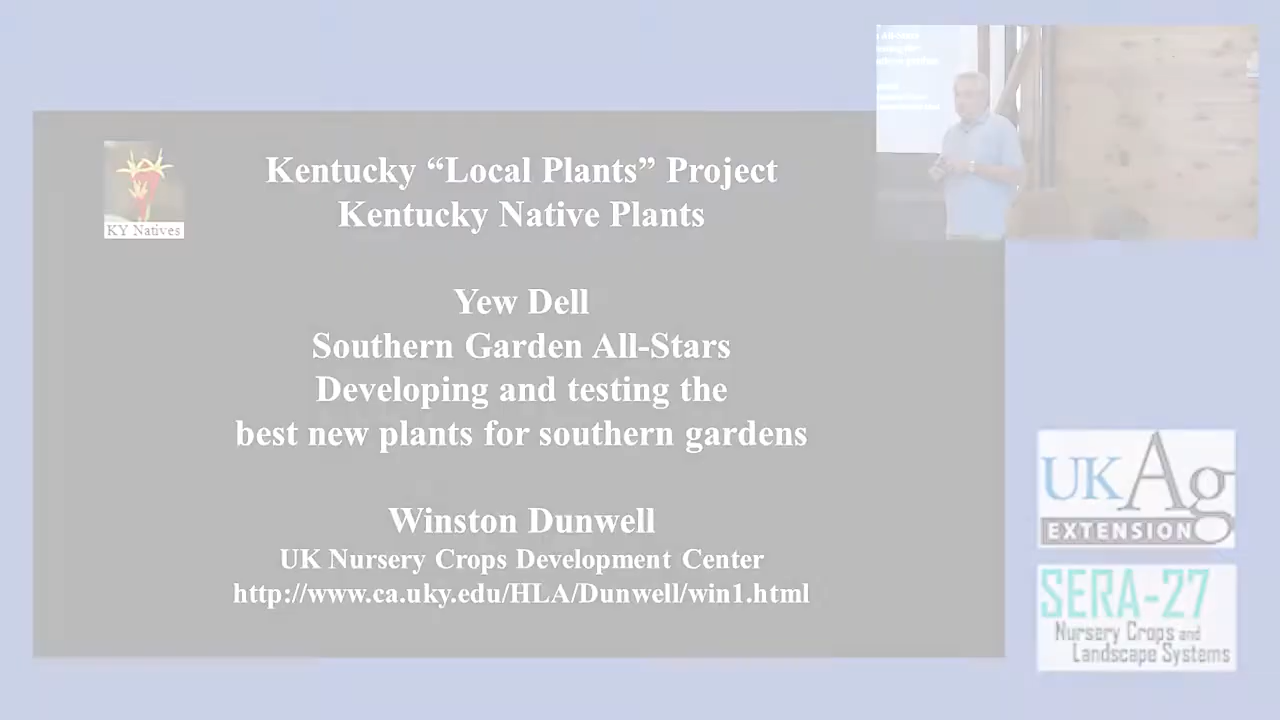 Kentucky “Local Plants” Project
Kentucky Native Plants
KY Natives
Yew Dell
Southern Garden All-Stars
Developing and testing the
best new plants for southern gardens
Winston Dunwell
UK Nursery Crops Development Center
http://www.ca.uky.edu/HLA/Dunwell/win1.html
UKAg
EXTENSION
SERA-27
Nursery Crops and
Landscape Systems